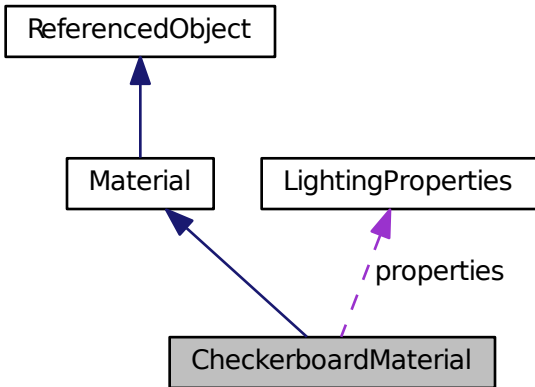 ReferencedObject
Material
LightingProperties
properties
CheckerboardMaterial